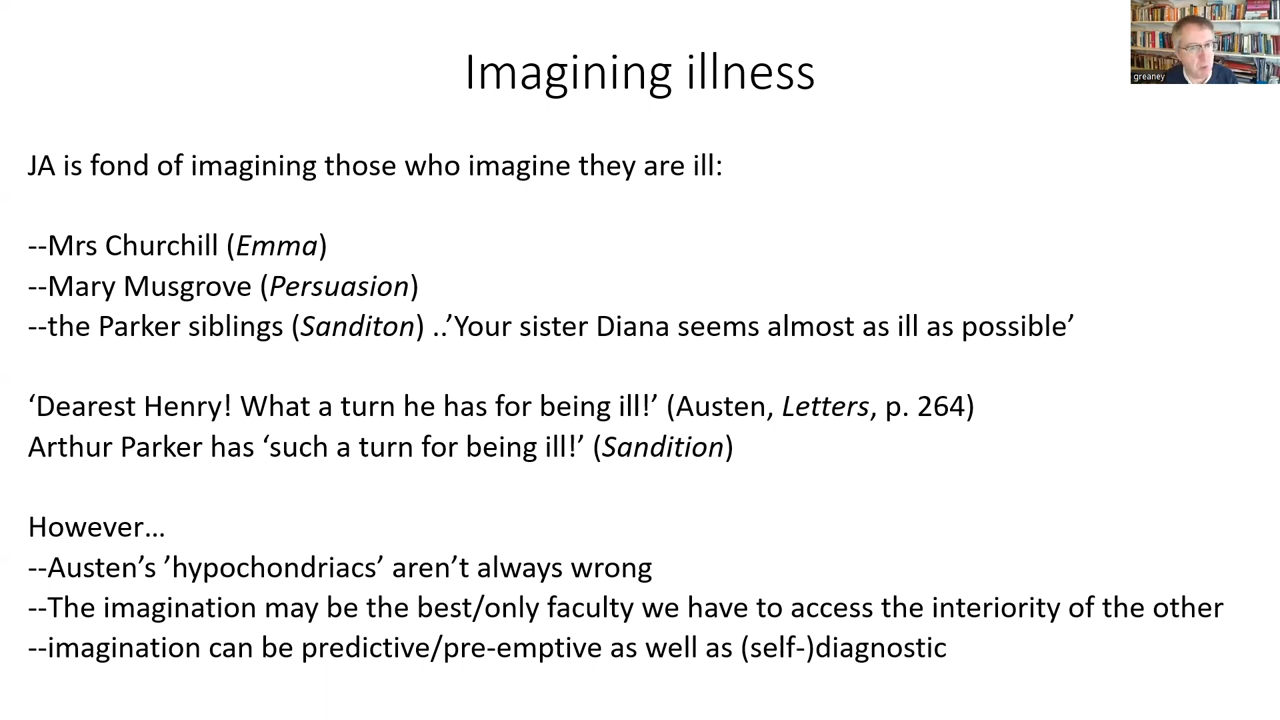 Imagining illness
greaney
JA is fond of imagining those who imagine they are ill:
--Mrs Churchill (Emma)
--Mary Musgrove (Persuasion)
--the Parker siblings (Sanditon) ..’Your sister Diana seems almost as ill as possible’
‘Dearest Henry! What a turn he has for being ill!’ (Austen, Letters, p. 264)
Arthur Parker has ‘such a turn for being ill!’ (Sandition)
However…
--Austen’s ’hypochondriacs’ aren’t always wrong
--The imagination may be the best/only faculty we have to access the interiority of the other
--imagination can be predictive/pre-emptive as well as (self-)diagnostic